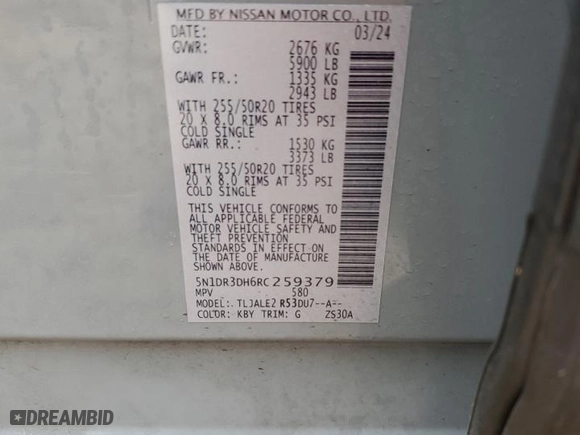 MFD BY NISSAN MOTOR CO., LTD.
DATE: 03/24
GVWR: 2676 KG
5900 LB
GAWR FR.: 1335 KG
2943 LB
WITH 255/50R20 TIRES
20 X 8.0 RIMS AT 35 PSI
COLD SINGLE
GAWR RR.: 1530 KG
3373 LB
WITH 255/50R20 TIRES
20 X 8.0 RIMS AT 35 PSI
COLD SINGLE
THIS VEHICLE CONFORMS TO
ALL APPLICABLE FEDERAL
MOTOR VEHICLE SAFETY AND
THEFT PREVENTION
STANDARDS IN EFFECT ON
THE DATE OF MANUFACTURE
SHOWN ABOVE.
5N1DR3DH6RC259379
MPV 580
MODEL: TLJALE2 R53DU7--A--
COLOR: KBY TRIM: G ZS30A
DREAMBID